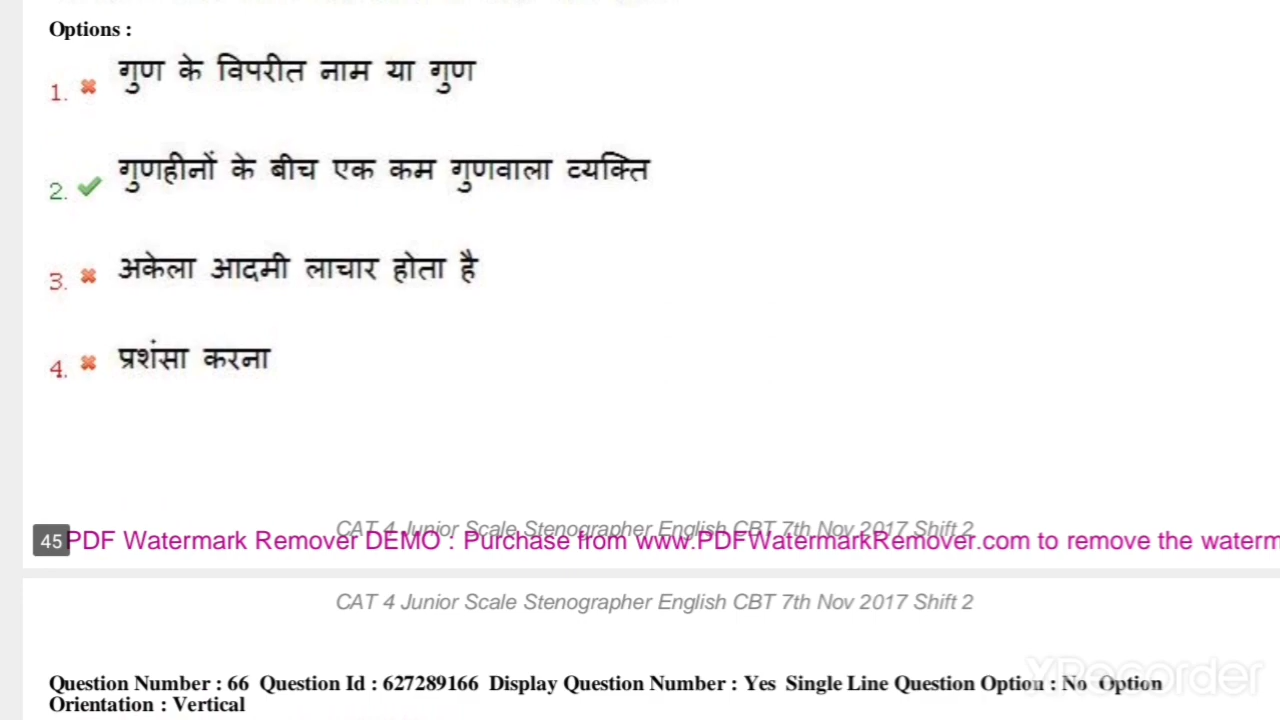 Options :
1. गुण के विपरीत नाम या गुण
2. गुणहीनों के बीच एक कम गुणवाला व्यक्ति
3. अकेला आदमी लाचार होता है
4. प्रशंसा करना
CAT 4 Junior Scale Stenographer English CBT 7th Nov 2017 Shift 2
45 PDF Watermark Remover DEMO : Purchase from www.PDFWatermarkRemover.com to remove the waterm
CAT 4 Junior Scale Stenographer English CBT 7th Nov 2017 Shift 2
Question Number : 66 Question Id : 627289166 Display Question Number : Yes Single Line Question Option : No Option
Orientation : Vertical
XRecorder